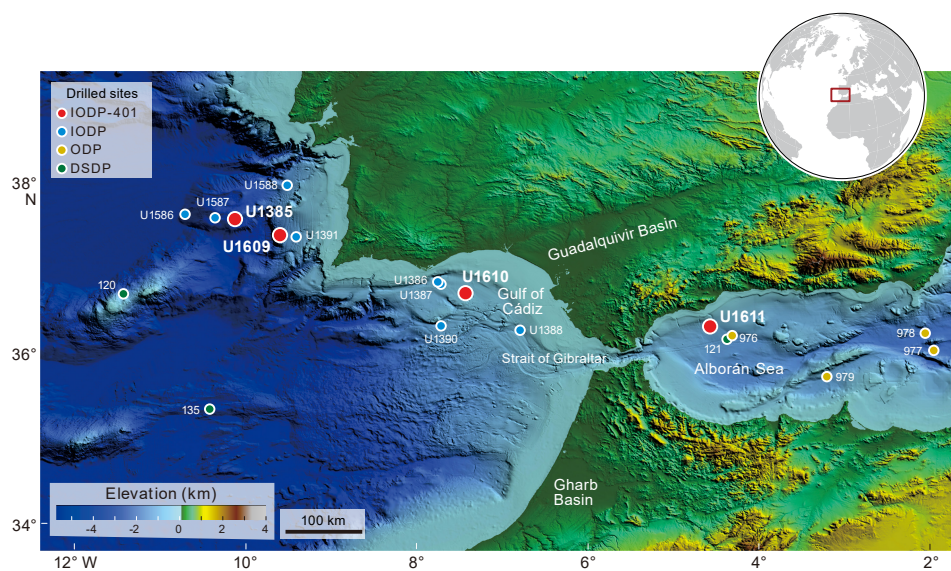 Drilled sites
IODP-401
IODP
ODP
DSDP
38°
N
36°
34°
U1588
U1587
U1586
U1385
U1609
U1391
120
135
U1386
U1387
U1610
Gulf of
Cádiz
U1390
U1388
Guadalquivir Basin
Strait of Gibraltar
U1611
976
121
Alborán Sea
979
978
977
Gharb
Basin
Elevation (km)
-4 -2 0 2 4
100 km
12° W 10° 8° 6° 4° 2°